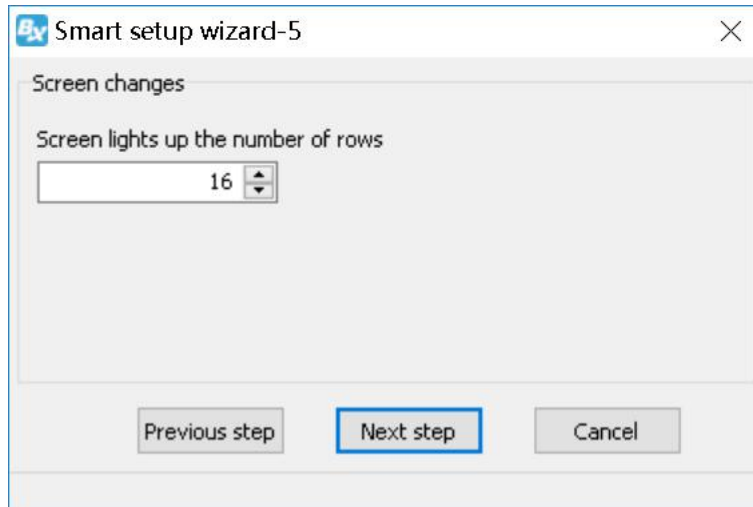 BX Smart setup wizard-5
Screen changes
Screen lights up the number of rows
16
Previous step Next step Cancel